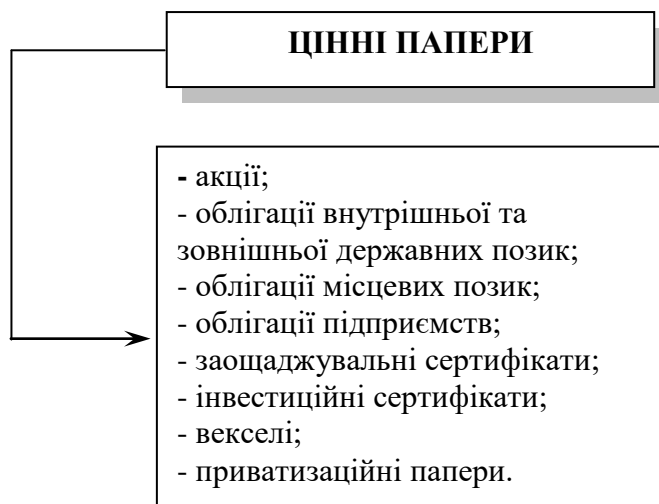 ЦІННІ ПАПЕРИ
- акції;
- облігації внутрішньої та
зовнішньої державних позик;
- облігації місцевих позик;
- облігації підприємств;
- заощаджувальні сертифікати;
- інвестиційні сертифікати;
- векселі;
- приватизаційні папери.